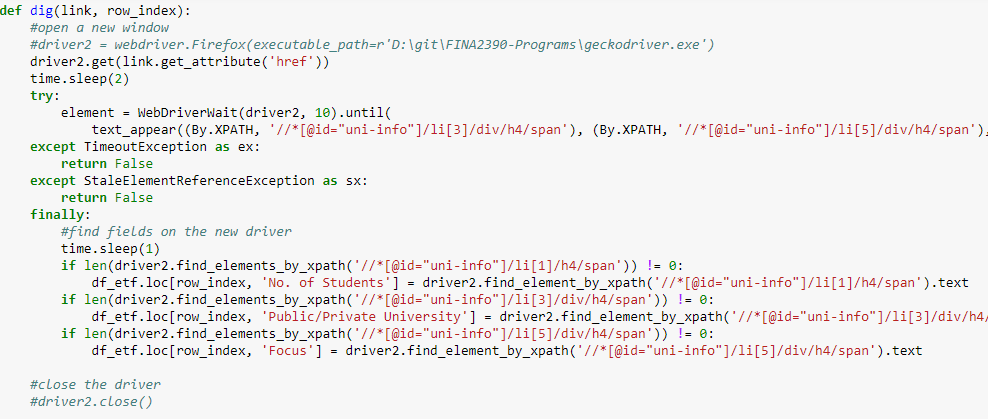 def dig(link, row_index):
    #open a new window
    #driver2 = webdriver.Firefox(executable_path=r'D:\git\FINA2390-Programs\geckodriver.exe')
    driver2.get(link.get_attribute('href'))
    time.sleep(2)
    try:
        element = WebDriverWait(driver2, 10).until(
            text_appear((By.XPATH, '//*[@id="uni-info"]/li[3]/div/h4/span'), (By.XPATH, '//*[@id="uni-info"]/li[5]/div/h4/span'),
    except TimeoutException as ex:
        return False
    except StaleElementReferenceException as sx:
        return False
    finally:
        #find fields on the new driver
        time.sleep(1)
        if len(driver2.find_elements_by_xpath('//*[@id="uni-info"]/li[1]/h4/span')) != 0:
            df_etf.loc[row_index, 'No. of Students'] = driver2.find_element_by_xpath('//*[@id="uni-info"]/li[1]/h4/span').text
        if len(driver2.find_elements_by_xpath('//*[@id="uni-info"]/li[3]/div/h4/span')) != 0:
            df_etf.loc[row_index, 'Public/Private University'] = driver2.find_element_by_xpath('//*[@id="uni-info"]/li[3]/div/h4/
        if len(driver2.find_elements_by_xpath('//*[@id="uni-info"]/li[5]/div/h4/span')) != 0:
            df_etf.loc[row_index, 'Focus'] = driver2.find_element_by_xpath('//*[@id="uni-info"]/li[5]/div/h4/span').text
    #close the driver
    #driver2.close()